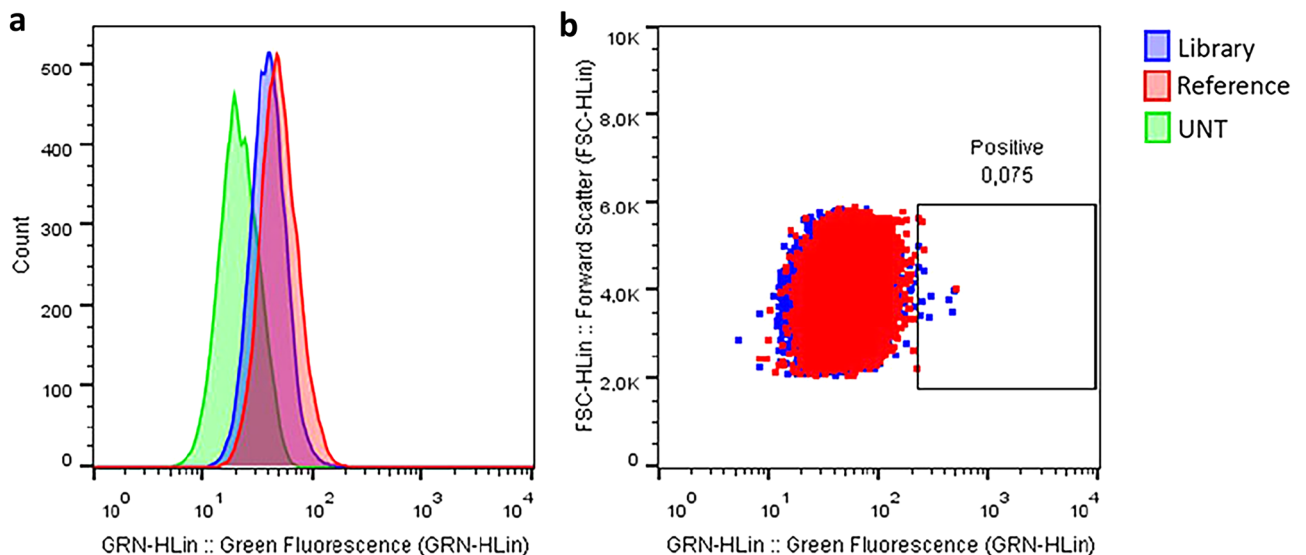 a
500
400
300
200
100
0
Count
10^0 10^1 10^2 10^3 10^4
GRN-HLin :: Green Fluorescence (GRN-HLin)
b
10K
8,0K
6,0K
4,0K
2,0K
0
FSC-HLin :: Forward Scatter (FSC-HLin)
Positive
0,075
10^0 10^1 10^2 10^3 10^4
GRN-HLin :: Green Fluorescence (GRN-HLin)
Library
Reference
UNT